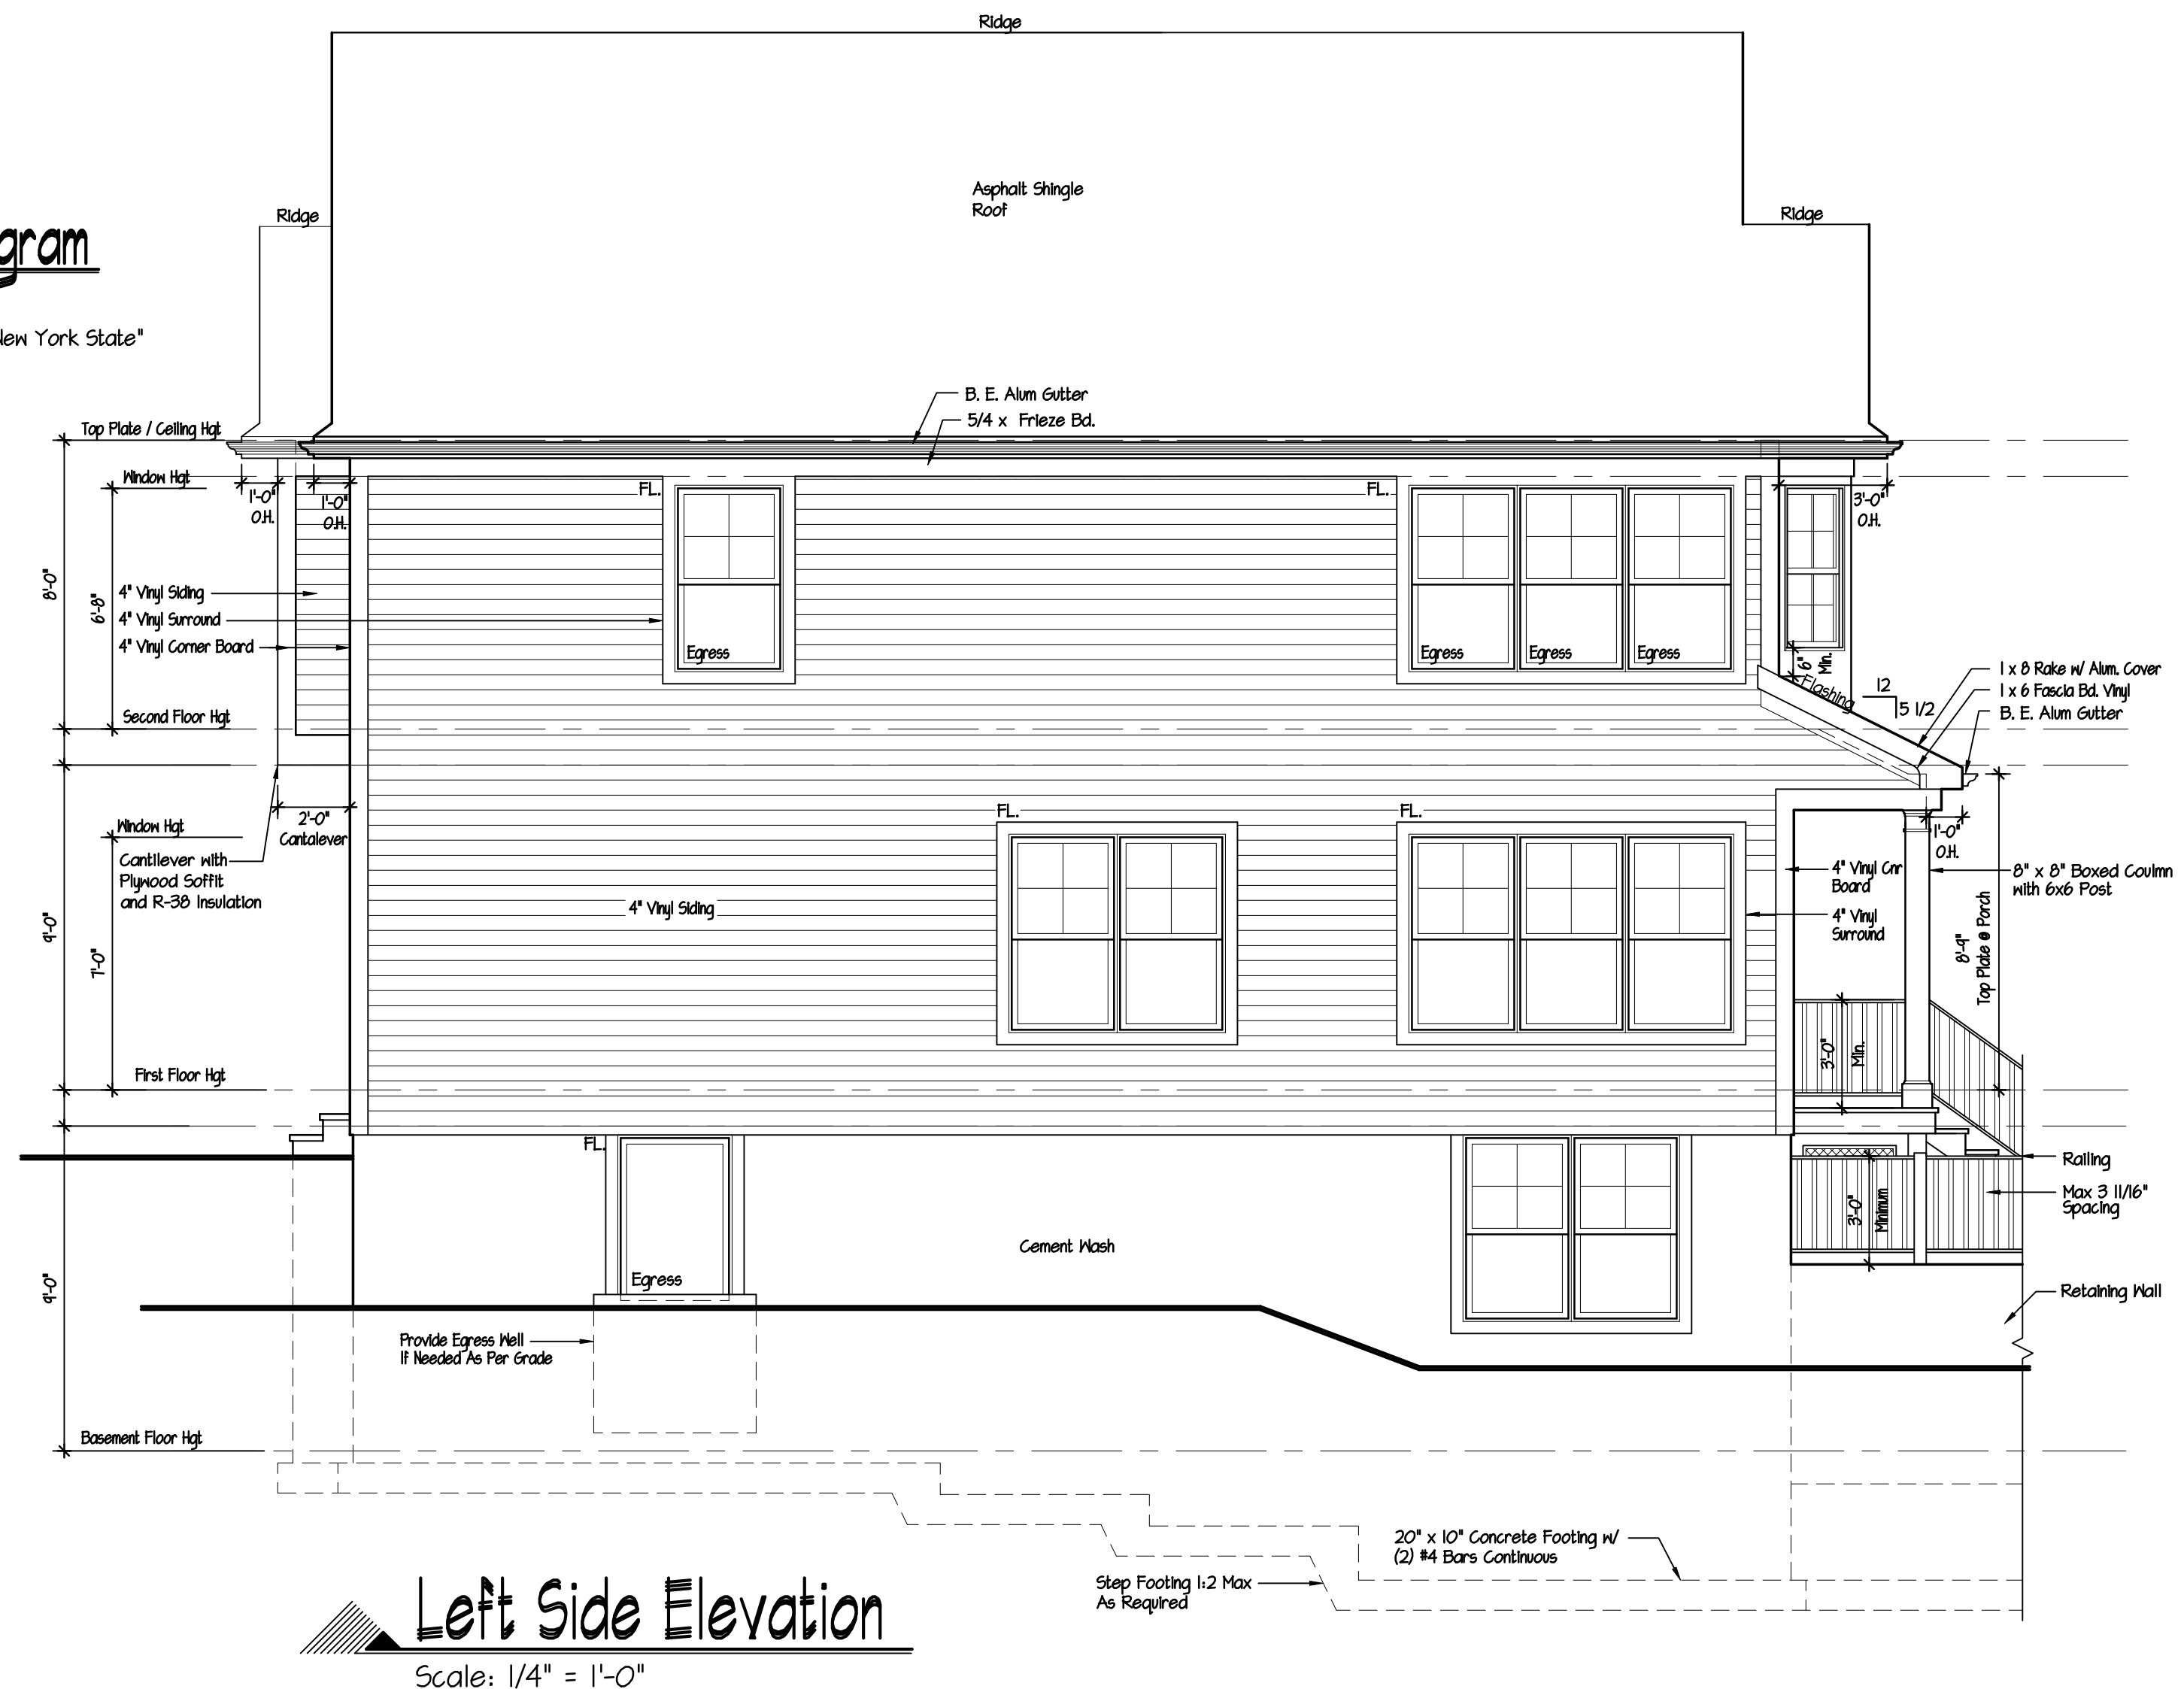 Ridge
Asphalt Shingle
Roof
Ridge
Ridge
gram
New York State"
B. E. Alum Gutter
5/4 x Frieze Bd.
Top Plate / Ceiling Hgt
Window Hgt
1'-0"
O.H.
1'-0"
O.H.
FL.
FL.
3'-0"
O.H.
8'-0"
6'-8"
4" Vinyl Siding
4" Vinyl Surround
4" Vinyl Corner Board
Egress
Egress
Egress
Egress
6"
Min.
Flashing
12
5 1/2
1 x 8 Rake w/ Alum. Cover
1 x 6 Fascia Bd. Vinyl
B. E. Alum Gutter
Second Floor Hgt
2'-0"
Cantalever
Window Hgt
Cantilever with
Plywood Soffit
and R-38 Insulation
FL.
FL.
1'-0"
O.H.
4" Vinyl Cnr
Board
8" x 8" Boxed Coulmn
with 6x6 Post
4" Vinyl Siding
4" Vinyl
Surround
9'-0"
7'-0"
8'-9"
Top Plate @ Porch
3'-0"
Min.
First Floor Hgt
FL.
Railing
Max 3 11/16"
Spacing
3'-0"
Minimum
Cement Wash
Egress
9'-0"
Retaining Wall
Provide Egress Well
If Needed As Per Grade
Basement Floor Hgt
20" x 10" Concrete Footing w/
(2) #4 Bars Continuous
Step Footing 1:2 Max
As Required
Left Side Elevation
Scale: 1/4" = 1'-0"